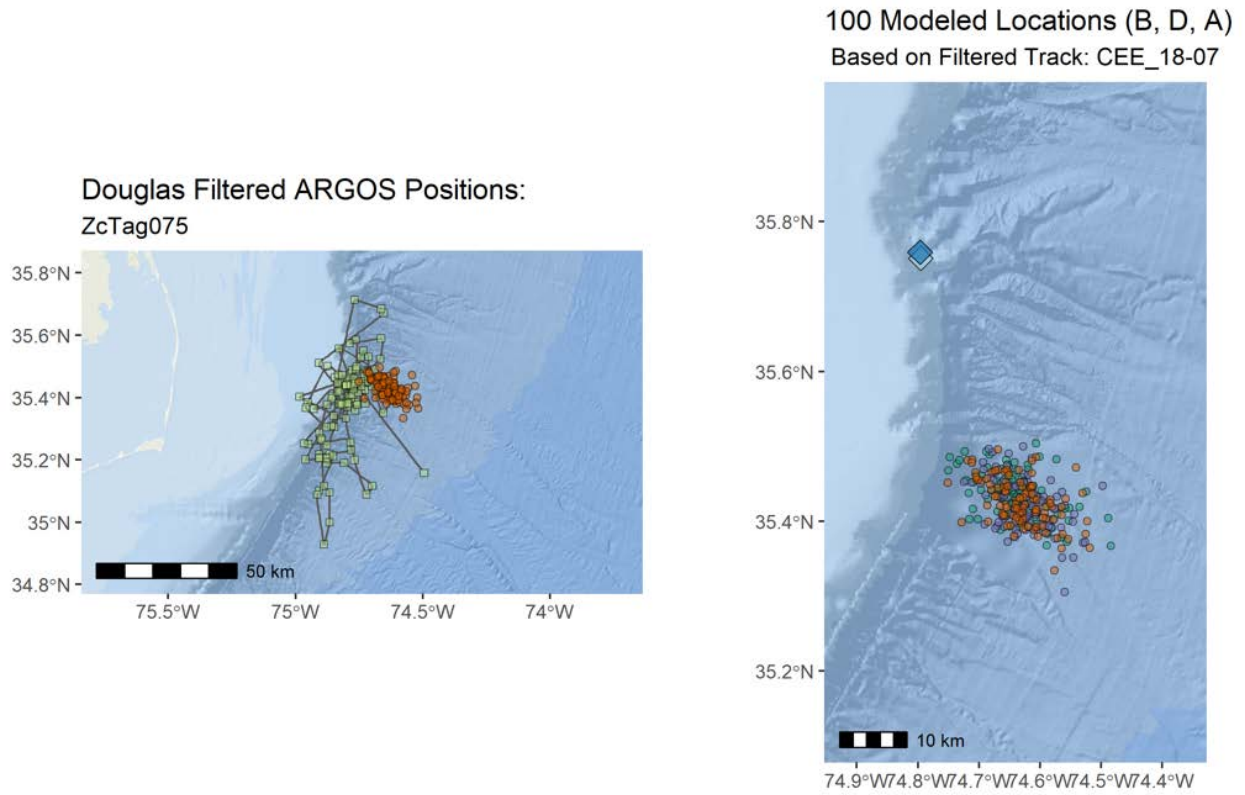 100 Modeled Locations (B, D, A)
Based on Filtered Track: CEE_18-07
Douglas Filtered ARGOS Positions:
ZcTag075
35.8°N
35.6°N
35.4°N
35.2°N
35°N
34.8°N
50 km
75.5°W 75°W 74.5°W 74°W
35.8°N
35.6°N
35.4°N
35.2°N
10 km
74.9°W74.8°W74.7°W74.6°W74.5°W74.4°W